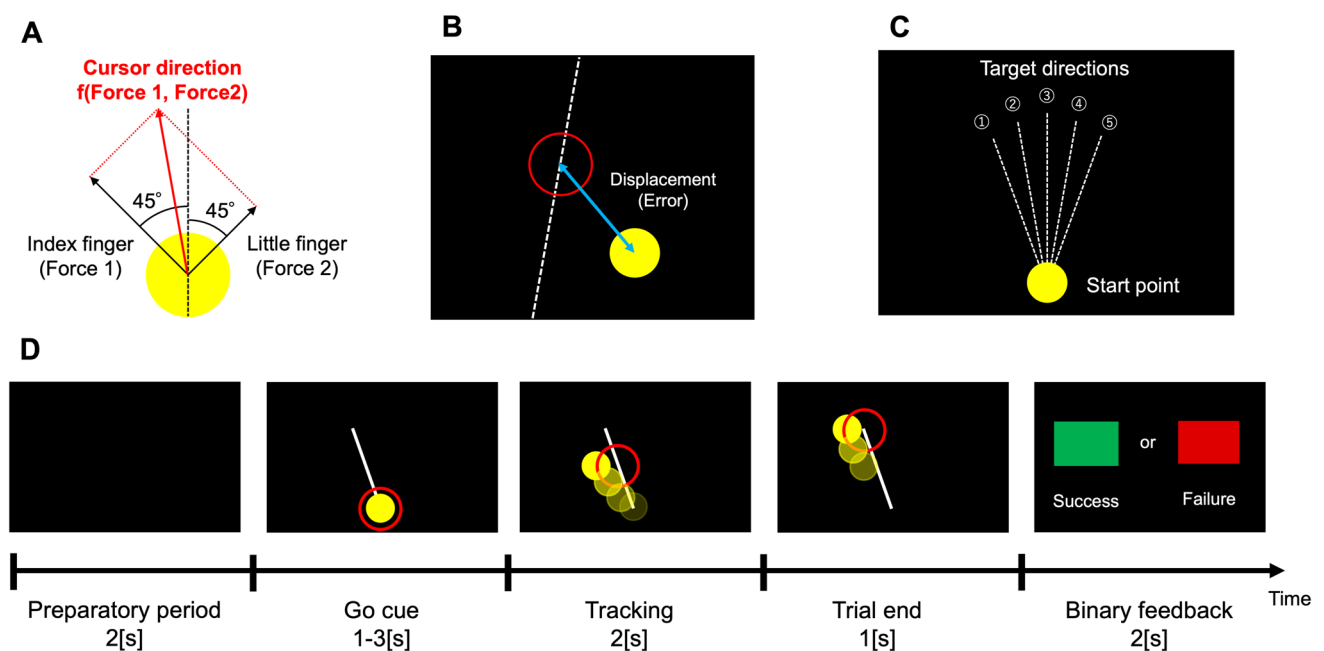 A
Cursor direction
f(Force 1, Force2)
45°
45°
Index finger
(Force 1)
Little finger
(Force 2)
B
Displacement
(Error)
C
Target directions
①
②
③
④
⑤
Start point
D
Success
or
Failure
Preparatory period
2[s]
Go cue
1-3[s]
Tracking
2[s]
Trial end
1[s]
Binary feedback
2[s]
Time